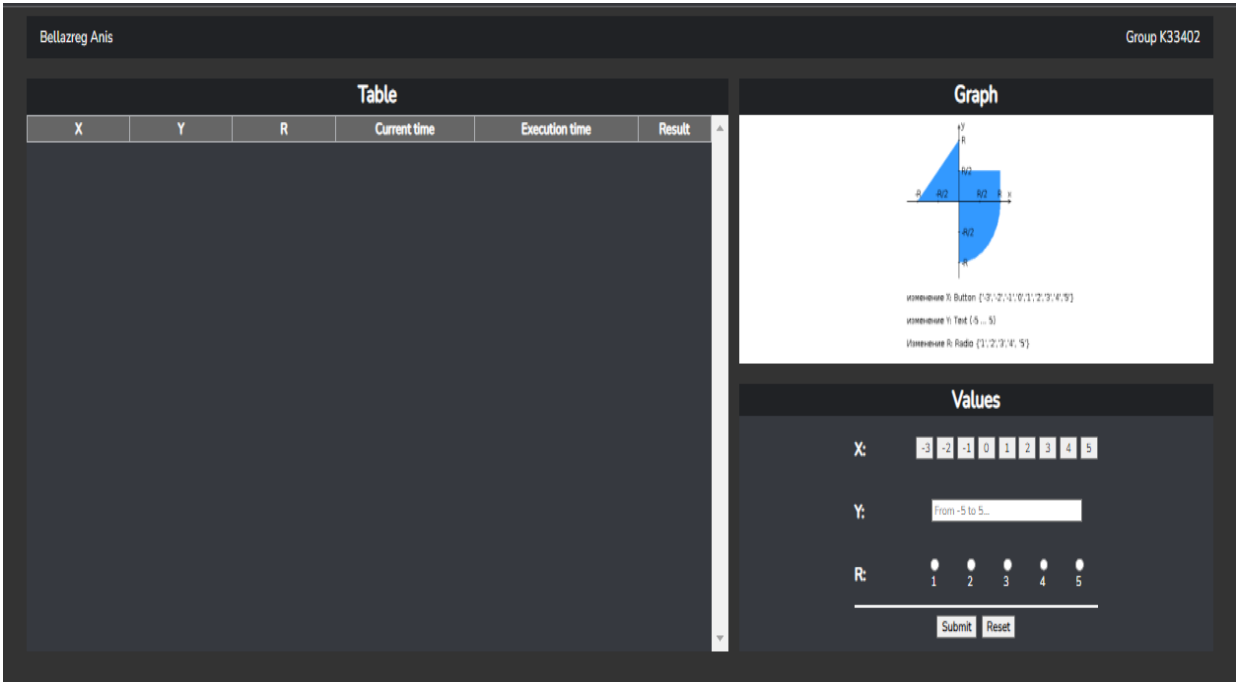 Bellazreg Anis
Group K33402
Table
X Y R Current time Execution time Result
Graph
y
R
R/2
-R -R/2 R/2 R x
-R/2
-R
Изменение X: Button {'-3','-2','-1','0','1','2','3','4','5'}
Изменение Y: Text (-5 ... 5)
Изменение R: Radio {'1','2','3','4', '5'}
Values
X: -3 -2 -1 0 1 2 3 4 5
Y: From -5 to 5...
R:
1 2 3 4 5
Submit Reset